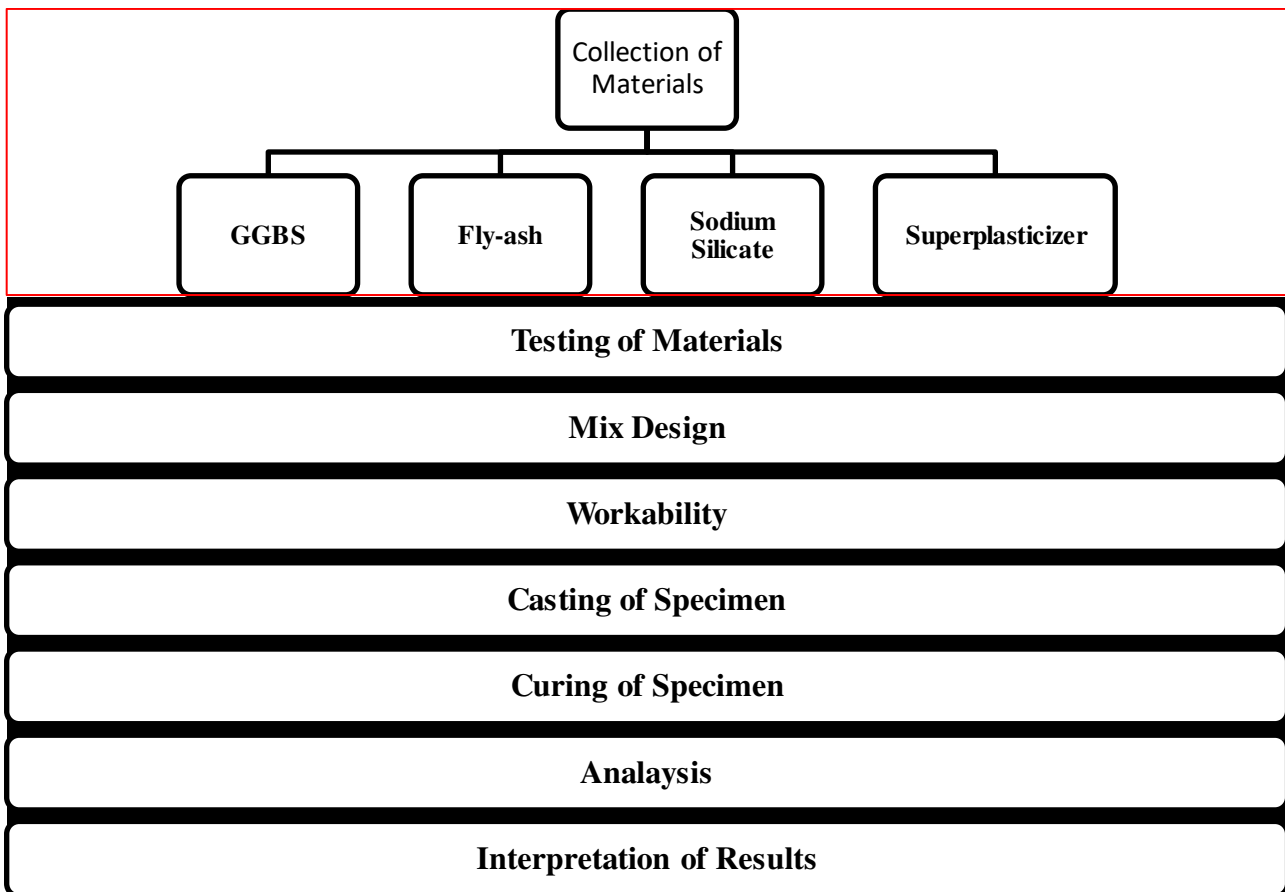 Collection of
Materials
GGBS
Fly-ash
Sodium
Silicate
Superplasticizer
Testing of Materials
Mix Design
Workability
Casting of Specimen
Curing of Specimen
Analaysis
Interpretation of Results